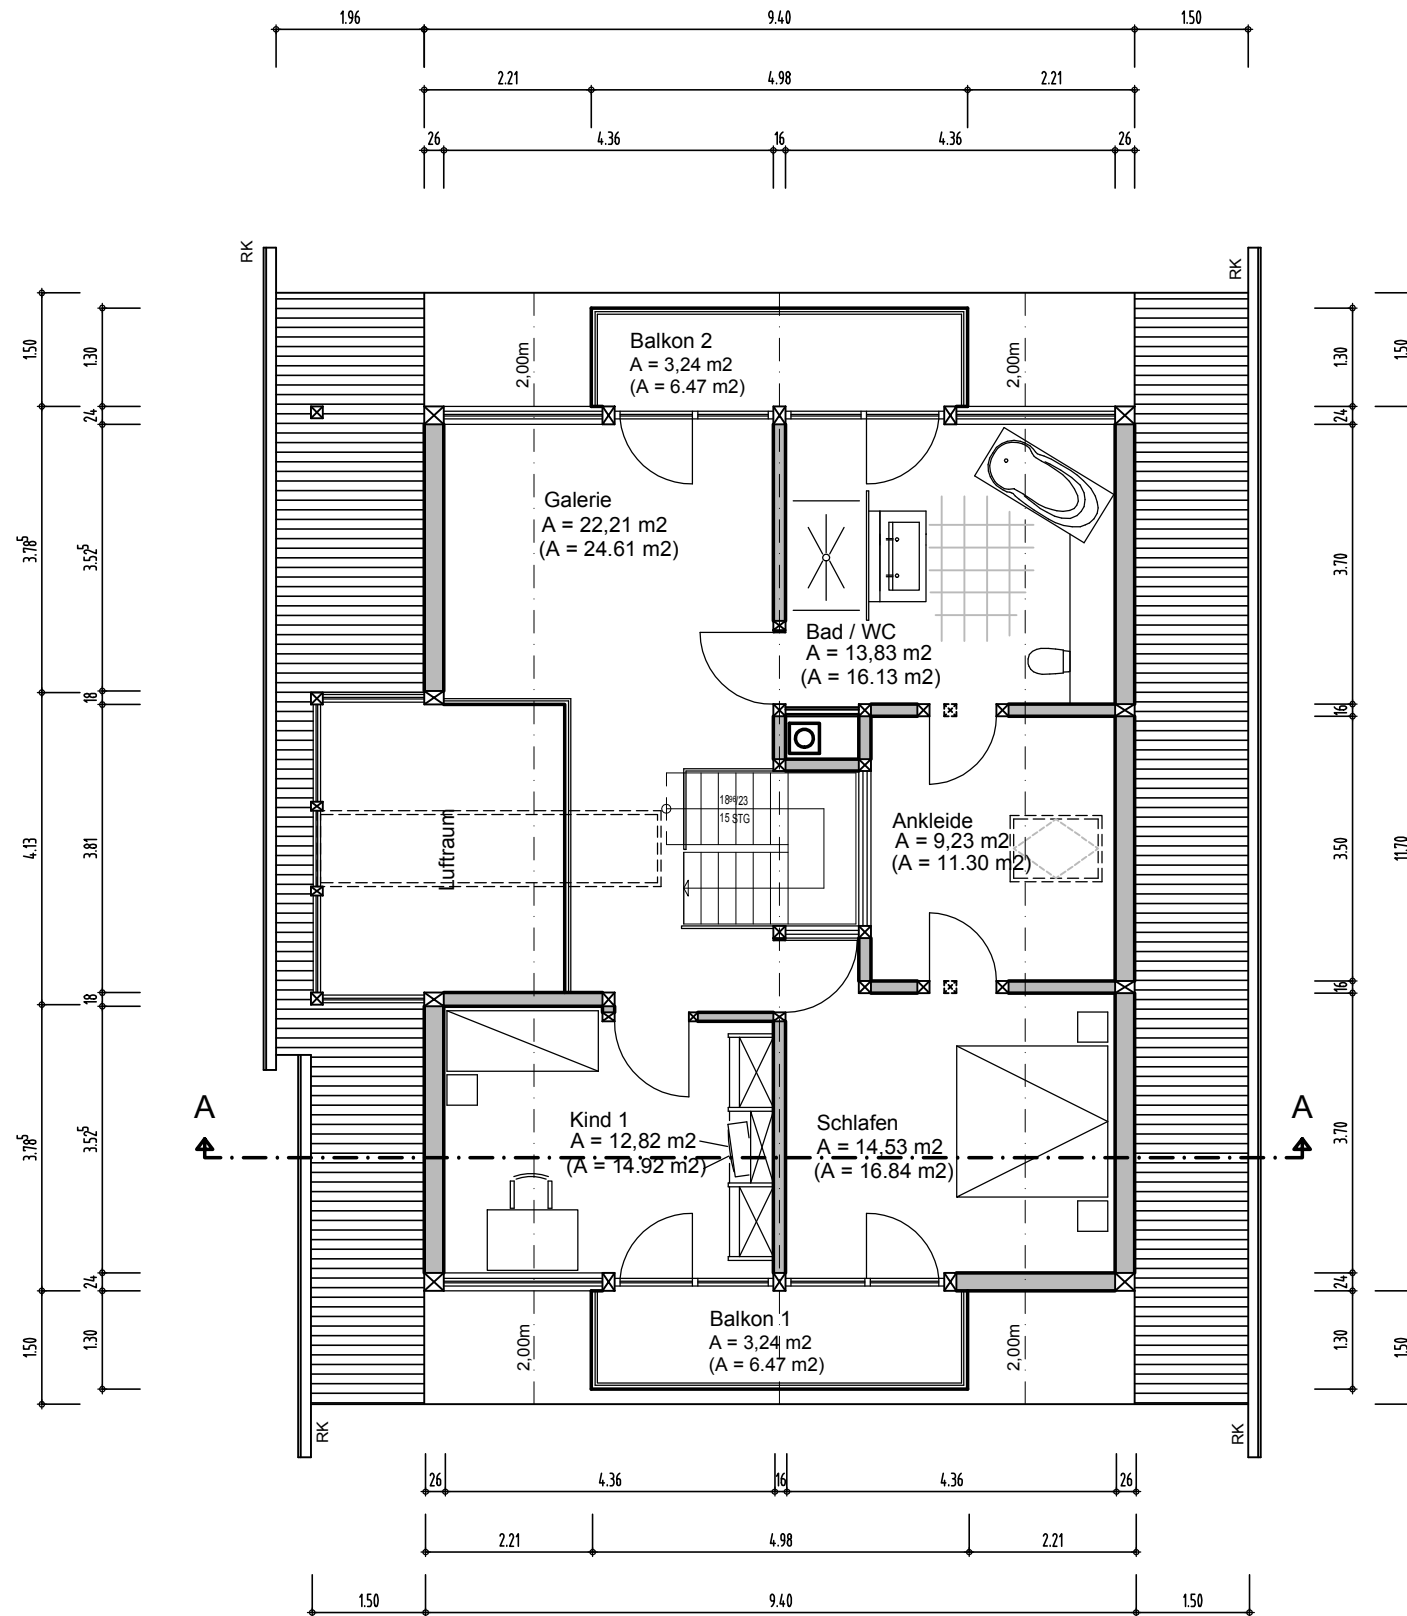 1.96
9.40
1.50
2.21
4.98
2.21
26
4.36
16
4.36
26
RK
RK
1.50
1.30
2,00m
Balkon 2
A = 3,24 m2
(A = 6.47 m2)
2,00m
1.30
1.50
24
24
3.78⁵
3.52⁵
Galerie
A = 22,21 m2
(A = 24.61 m2)
3.70
Bad / WC
A = 13,83 m2
(A = 16.13 m2)
18
16
4.13
3.81
Luftraum
18⁹⁶/23
15 STG
Ankleide
A = 9,23 m2
(A = 11.30 m2)
3.50
11.70
18
16
A
A
3.78⁵
3.52⁵
Kind 1
A = 12,82 m2
(A = 14.92 m2)
Schlafen
A = 14,53 m2
(A = 16.84 m2)
3.70
24
24
1.50
1.30
2,00m
Balkon 1
A = 3,24 m2
(A = 6.47 m2)
2,00m
1.30
1.50
RK
RK
26
4.36
16
4.36
26
2.21
4.98
2.21
1.50
9.40
1.50